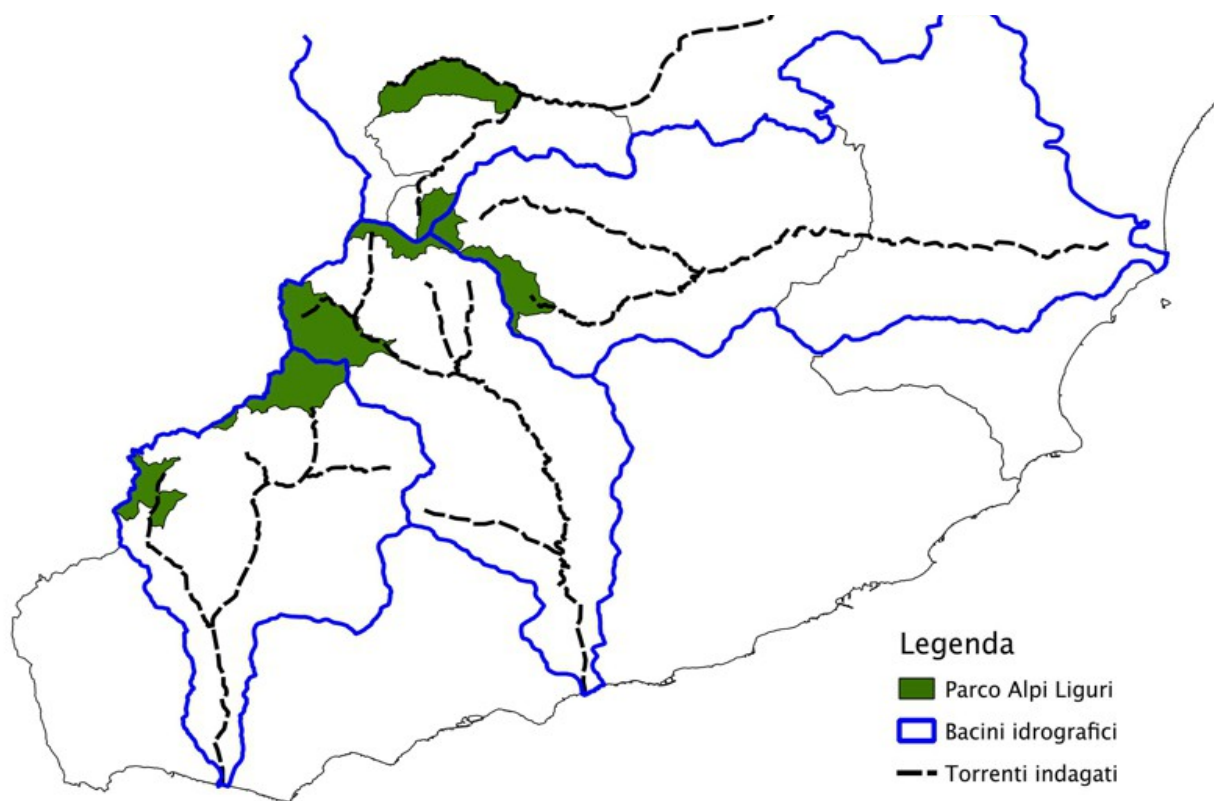 Legenda
Parco Alpi Liguri
Bacini idrografici
Torrenti indagati